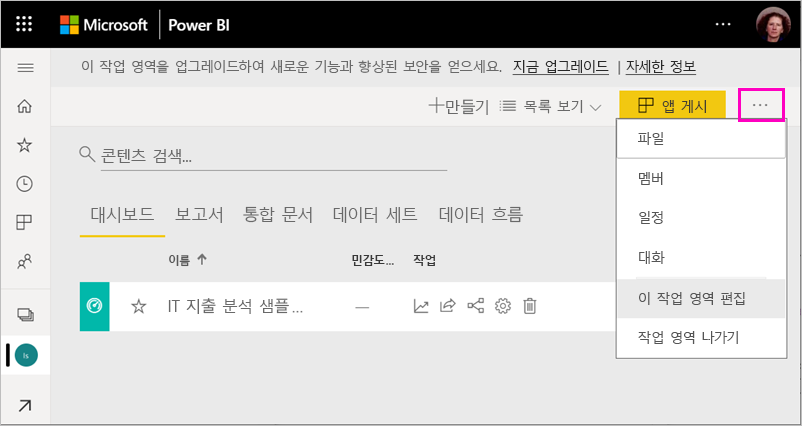 Microsoft Power BI ...
이 작업 영역을 업그레이드하여 새로운 기능과 향상된 보안을 얻으세요. 지금 업그레이드 | 자세한 정보
만들기 목록 보기 앱 게시 ...
파일
멤버
일정
대화
이 작업 영역 편집
작업 영역 나가기
콘텐츠 검색...
대시보드 보고서 통합 문서 데이터 세트 데이터 흐름
이름 민감도... 작업
IT 지출 분석 샘플 ... —
Is